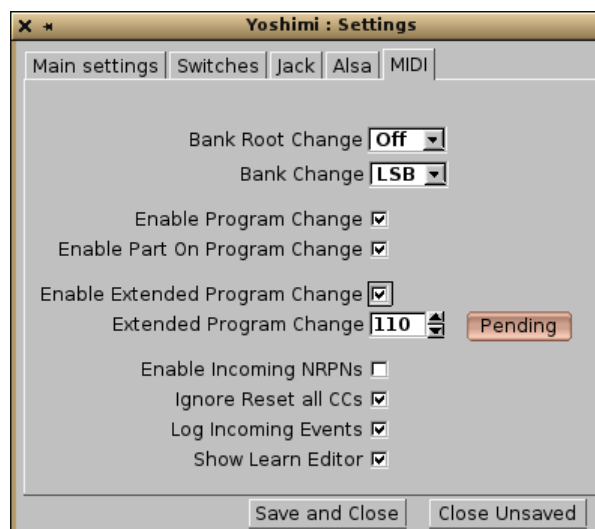 Yoshimi : Settings
Main settings Switches Jack Alsa MIDI
Bank Root Change Off
Bank Change LSB
Enable Program Change
Enable Part On Program Change
Enable Extended Program Change
Extended Program Change 110 Pending
Enable Incoming NRPNs
Ignore Reset all CCs
Log Incoming Events
Show Learn Editor
Save and Close Close Unsaved